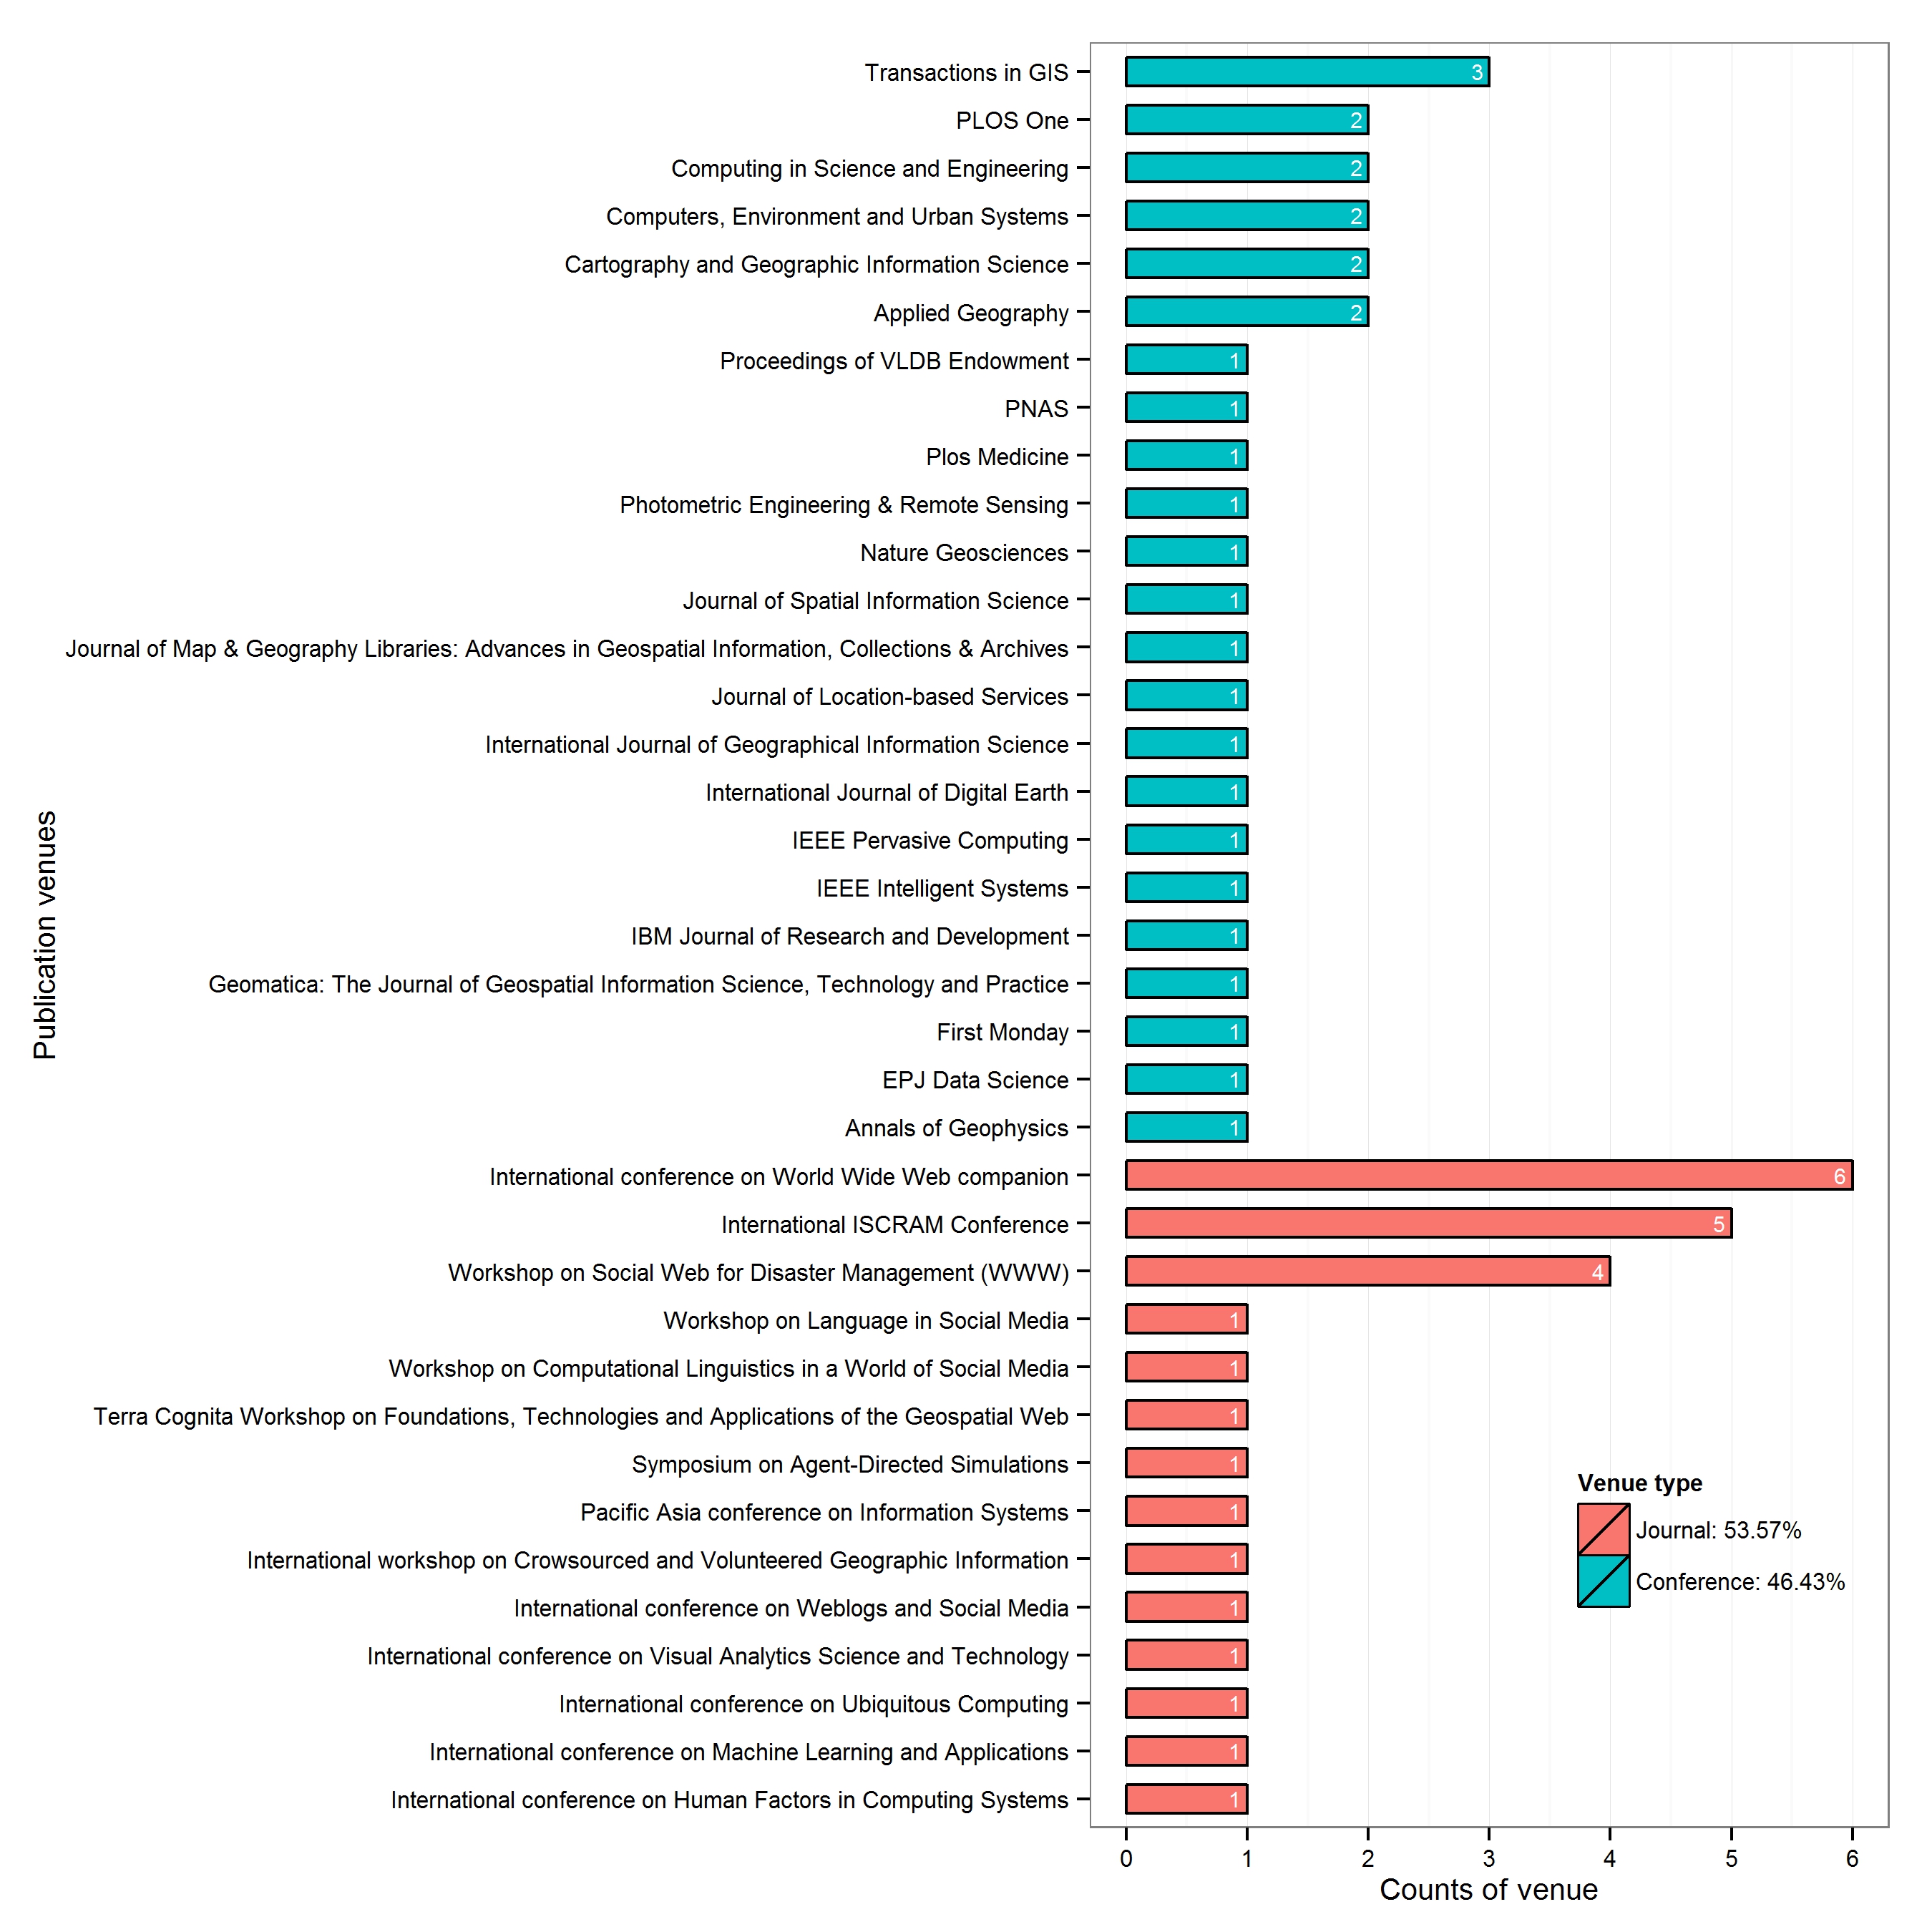 Transactions in GIS 3
PLOS One 2
Computing in Science and Engineering 2
Computers, Environment and Urban Systems 2
Cartography and Geographic Information Science 2
Applied Geography 2
Proceedings of VLDB Endowment 1
PNAS 1
Plos Medicine 1
Photometric Engineering & Remote Sensing 1
Nature Geosciences 1
Journal of Spatial Information Science 1
Journal of Map & Geography Libraries: Advances in Geospatial Information, Collections & Archives 1
Journal of Location-based Services 1
International Journal of Geographical Information Science 1
International Journal of Digital Earth 1
IEEE Pervasive Computing 1
IEEE Intelligent Systems 1
IBM Journal of Research and Development 1
Geomatica: The Journal of Geospatial Information Science, Technology and Practice 1
First Monday 1
EPJ Data Science 1
Annals of Geophysics 1
International conference on World Wide Web companion 6
International ISCRAM Conference 5
Workshop on Social Web for Disaster Management (WWW) 4
Workshop on Language in Social Media 1
Workshop on Computational Linguistics in a World of Social Media 1
Terra Cognita Workshop on Foundations, Technologies and Applications of the Geospatial Web 1
Symposium on Agent-Directed Simulations 1
Pacific Asia conference on Information Systems 1
International workshop on Crowsourced and Volunteered Geographic Information 1
International conference on Weblogs and Social Media 1
International conference on Visual Analytics Science and Technology 1
International conference on Ubiquitous Computing 1
International conference on Machine Learning and Applications 1
International conference on Human Factors in Computing Systems 1
Publication venues
Venue type
Journal: 53.57%
Conference: 46.43%
0 1 2 3 4 5 6
Counts of venue